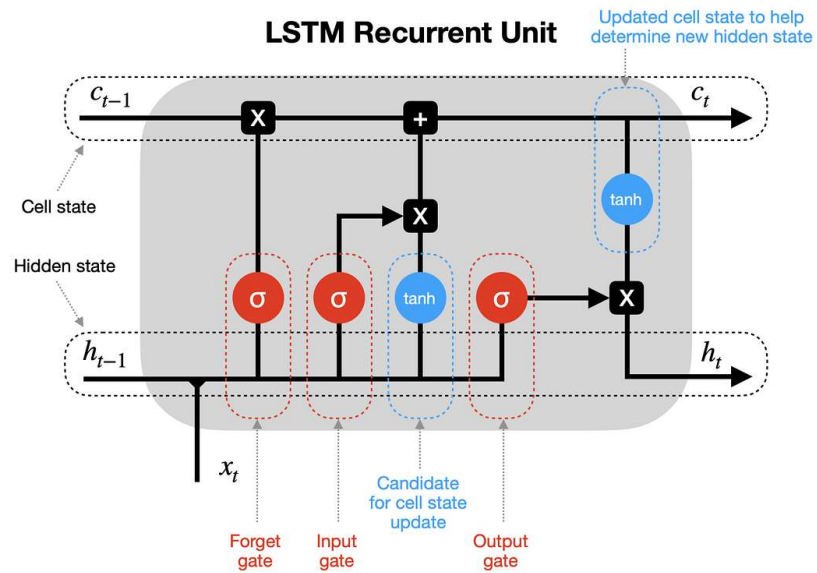 LSTM Recurrent Unit
Updated cell state to help
determine new hidden state
c_{t-1}
c_t
X
+
Cell state
X
tanh
Hidden state
σ
σ
tanh
σ
X
h_{t-1}
h_t
x_t
Candidate
for cell state
update
Forget
gate
Input
gate
Output
gate